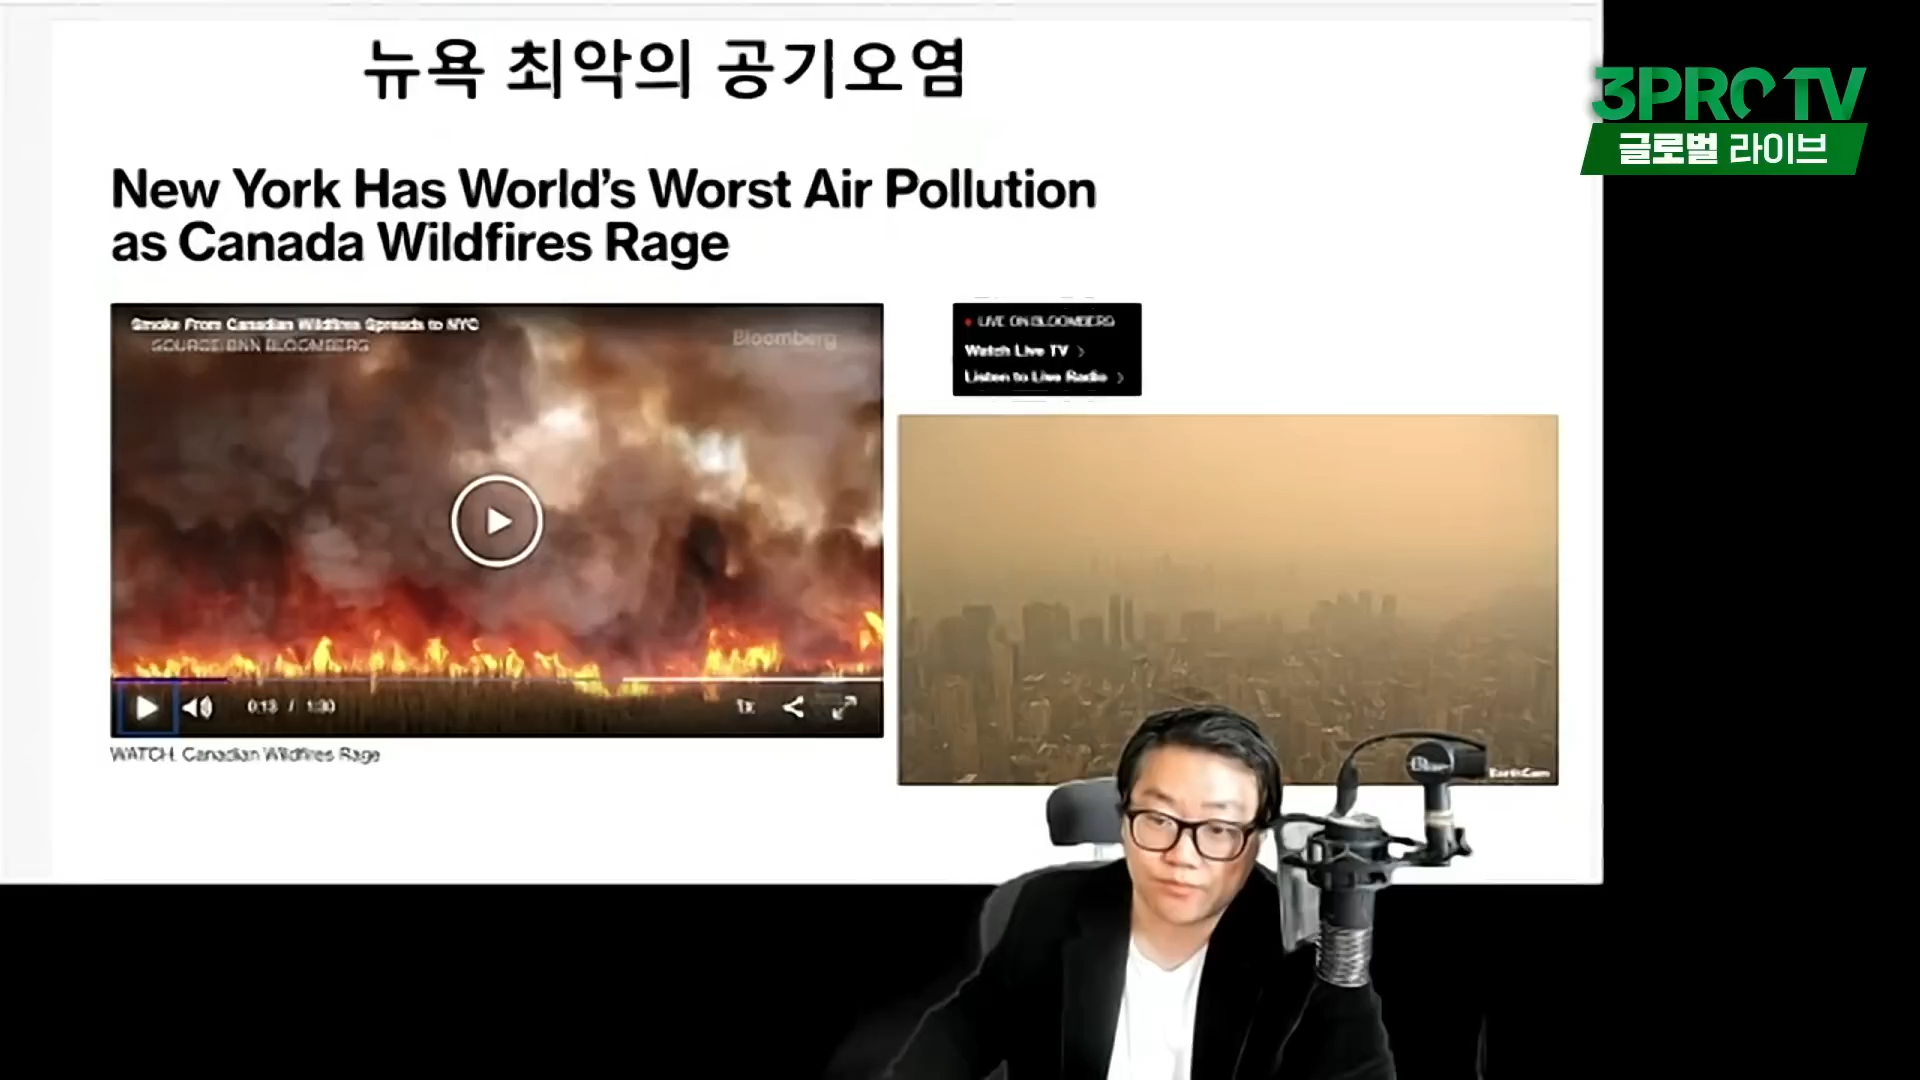 뉴욕 최악의 공기오염
3PRO TV
글로벌 라이브
New York Has World's Worst Air Pollution
as Canada Wildfires Rage
Smoke From Canadian Wildfires Spreads to NYC
SOURCE: BNN BLOOMBERG
Bloomberg
LIVE ON BLOOMBERG
Watch Live TV
Listen to Live Radio
0:13 / 1:30
1x
WATCH: Canadian Wildfires Rage
EarthCam
Blue